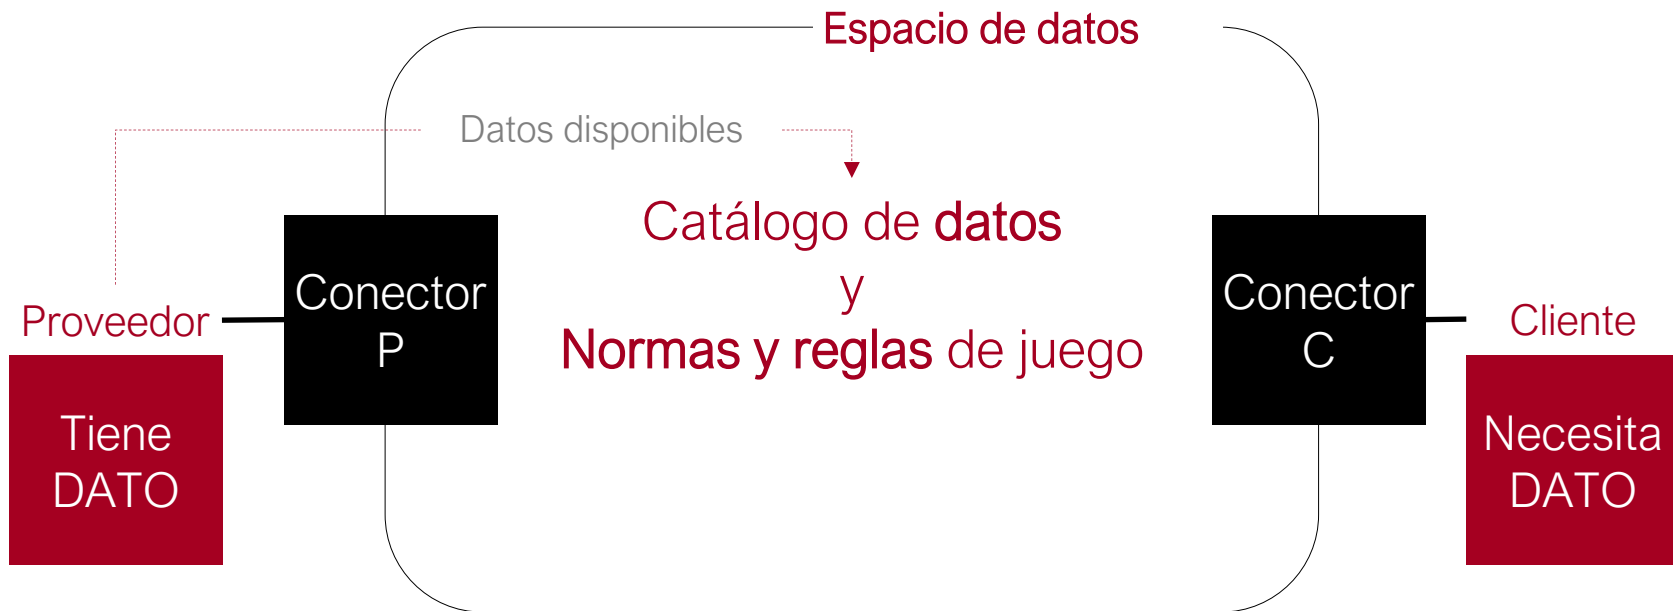 Espacio de datos
Datos disponibles
Catálogo de datos
y
Normas y reglas de juego
Proveedor
Tiene
DATO
Conector
P
Conector
C
Cliente
Necesita
DATO